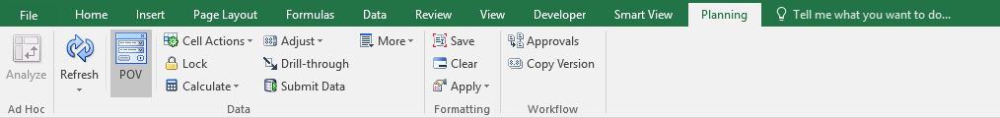 File Home Insert Page Layout Formulas Data Review View Developer Smart View Planning Tell me what you want to do...
Cell Actions Adjust More Save Approvals
Lock Drill-through Clear Copy Version
Analyze Refresh POV Calculate Submit Data Apply
Ad Hoc Data Formatting Workflow